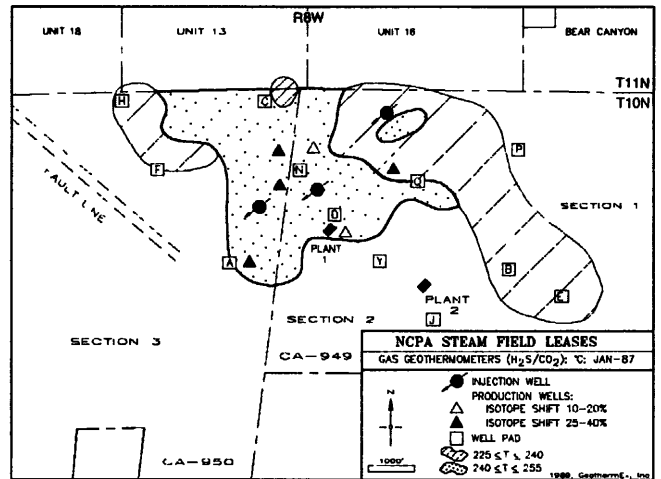 R8W
UNIT 18
UNIT 13
UNIT 16
BEAR CANYON
T11N
T10N
H
C
P
F
N
Q
FAULT LINE
SECTION 1
O
PLANT 1
A
Y
B
E
PLANT 2
SECTION 2
J
SECTION 3
CA-949
CA-950
NCPA STEAM FIELD LEASES
GAS GEOTHERMOMETERS (H2S/CO2); °C; JAN-87
N
1000'
INJECTION WELL
PRODUCTION WELLS:
ISOTOPE SHIFT 10-20%
ISOTOPE SHIFT 25-40%
WELL PAD
225 ≤ T ≤ 240
240 ≤ T ≤ 255
1988, GeothermEx, Inc